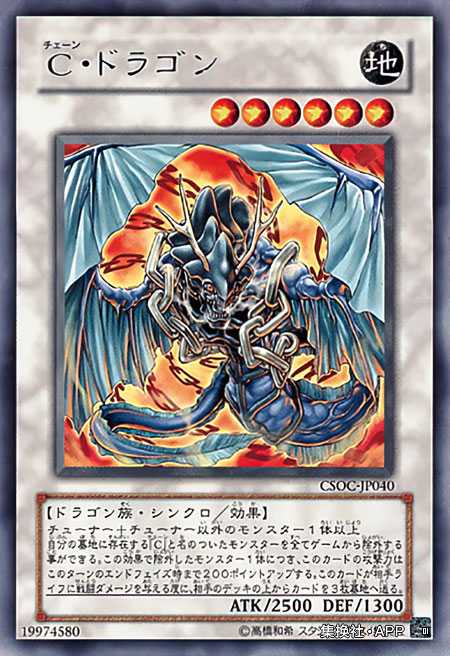 チェーン
C・ドラゴン
地
CSOC-JP040
【ドラゴン族・シンクロ／効果】
チューナー＋チューナー以外のモンスター1体以上
自分の墓地に存在する「C」と名のついたモンスターを全てゲームから除外する
事ができる。この効果で除外したモンスター1体につき、このカードの攻撃力
はこのターンのエンドフェイズ時まで200ポイントアップする。このカードが相手ラ
イフに戦闘ダメージを与える度に、相手のデッキの上からカードを3枚墓地へ送る。
ATK/2500 DEF/1300
19974580
©高橋和希 スタ
集換社·APP